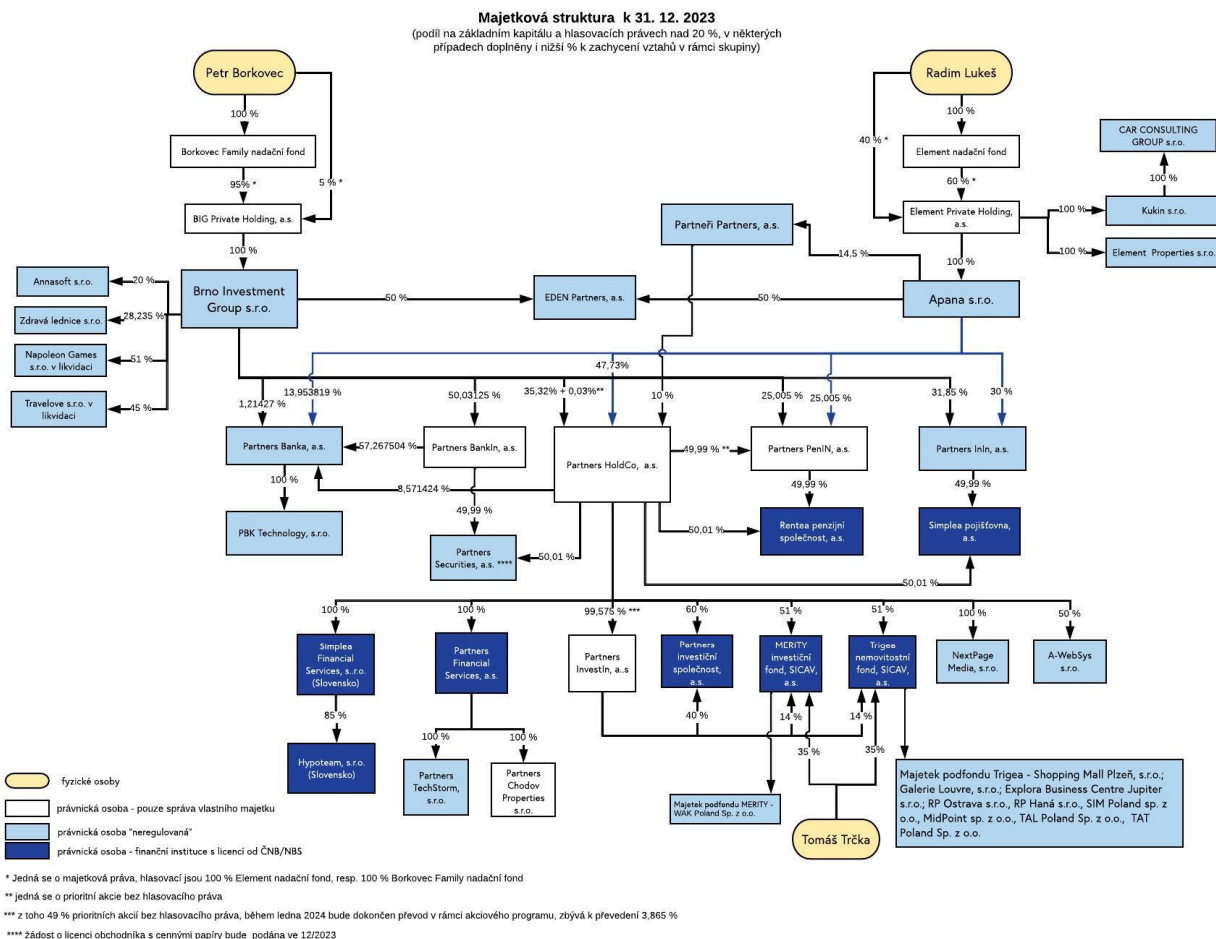 Majetková struktura k 31. 12. 2023
(podíl na základním kapitálu a hlasovacích právech nad 20 %, v některých
případech doplněny i nižší % k zachycení vztahů v rámci skupiny)
Petr Borkovec
Radim Lukeš
100 %
100 %
40 % *
5 % *
Borkovec Family nadační fond
Element nadační fond
CAR CONSULTING
GROUP s.r.o.
95% *
60 % *
100 %
BIG Private Holding, a.s.
Element Private Holding,
a.s.
100 %
Kukin s.r.o.
Partneři Partners, a.s.
14,5 %
100 %
100 %
100 %
Element Properties s.r.o.
Annasoft s.r.o.
20 %
Brno Investment
Group s.r.o.
50 %
EDEN Partners, a.s.
50 %
Apana s.r.o.
Zdravá lednice s.r.o.
28,235 %
Napoleon Games
s.r.o. v likvidaci
51 %
Travelove s.r.o. v
likvidaci
45 %
47,73%
1,21427 %
13,953819 %
50,03125 %
35,32% + 0,03%**
10 %
25,005 %
25,005 %
31,85 %
30 %
Partners Banka, a.s.
57,267504 %
Partners BankIn, a.s.
Partners HoldCo, a.s.
49,99 % **
Partners PenIN, a.s.
Partners InIn, a.s.
100 %
8,571424 %
49,99 %
49,99 %
49,99 %
PBK Technology, s.r.o.
Partners
Securities, a.s. ****
50,01 %
50,01 %
Rentea penzijní
společnost, a.s.
Simplea pojišťovna,
a.s.
50,01 %
100 %
100 %
99,575 % ***
60 %
51 %
51 %
100 %
50 %
Simplea
Financial
Services, s.r.o.
(Slovensko)
Partners
Financial
Services, a.s.
Partners
InvestIn, a..s
Partners
investiční
společnost,
a.s.
MERITY
investiční
fond, SICAV,
a.s.
Trigea
nemovitostní
fond, SICAV,
a.s.
NextPage
Media, s.r.o.
A-WebSys
s.r.o.
85 %
40 %
14 %
14 %
100 %
100 %
35 %
35%
Hypoteam, s.r.o.
(Slovensko)
Partners
TechStorm,
s.r.o.
Partners
Chodov
Properties
s.r.o.
Majetek podfondu MERITY -
WAK Poland Sp. z o.o.
Tomáš Trčka
Majetek podfondu Trigea - Shopping Mall Plzeň, s.r.o.;
Galerie Louvre, s.r.o.; Explora Business Centre Jupiter
s.r.o.; RP Ostrava s.r.o., RP Haná s.r.o., SIM Poland sp. z
o.o., MidPoint sp. z o.o., TAL Poland Sp. z o.o., TAT
Poland Sp. z o.o.
fyzické osoby
právnická osoba - pouze správa vlastního majetku
právnická osoba "neregulovaná"
právnická osoba - finanční instituce s licencí od ČNB/NBS
* Jedná se o majetková práva, hlasovací jsou 100 % Element nadační fond, resp. 100 % Borkovec Family nadační fond
** jedná se o prioritní akcie bez hlasovacího práva
*** z toho 49 % prioritních akcií bez hlasovacího práva, během ledna 2024 bude dokončen převod v rámci akciového programu, zbývá k převedení 3,865 %
**** žádost o licenci obchodníka s cennými papíry bude podána ve 12/2023